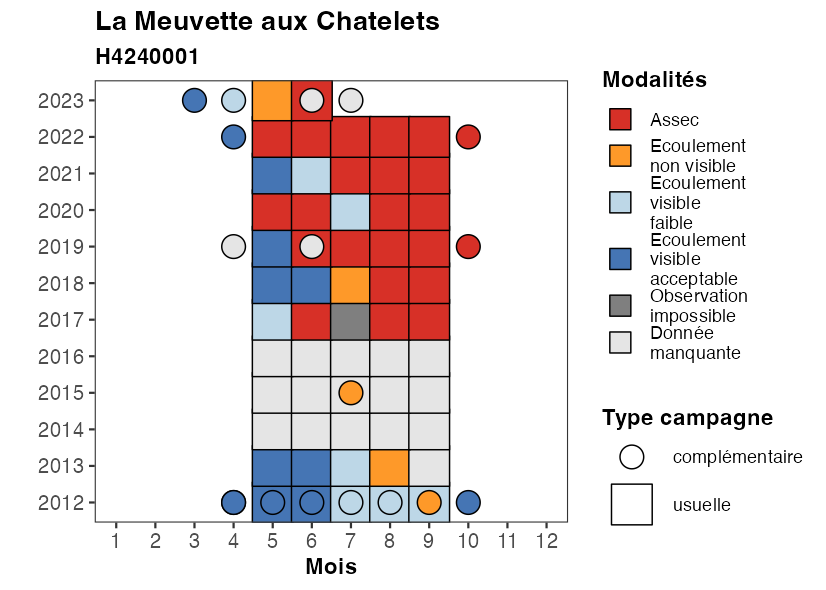 La Meuvette aux Chatelets
H4240001
2023
2022
2021
2020
2019
2018
2017
2016
2015
2014
2013
2012
1 2 3 4 5 6 7 8 9 10 11 12
Mois
Modalités
Assec
Ecoulement
non visible
Ecoulement
visible
faible
Ecoulement
visible
acceptable
Observation
impossible
Donnée
manquante
Type campagne
complémentaire
usuelle